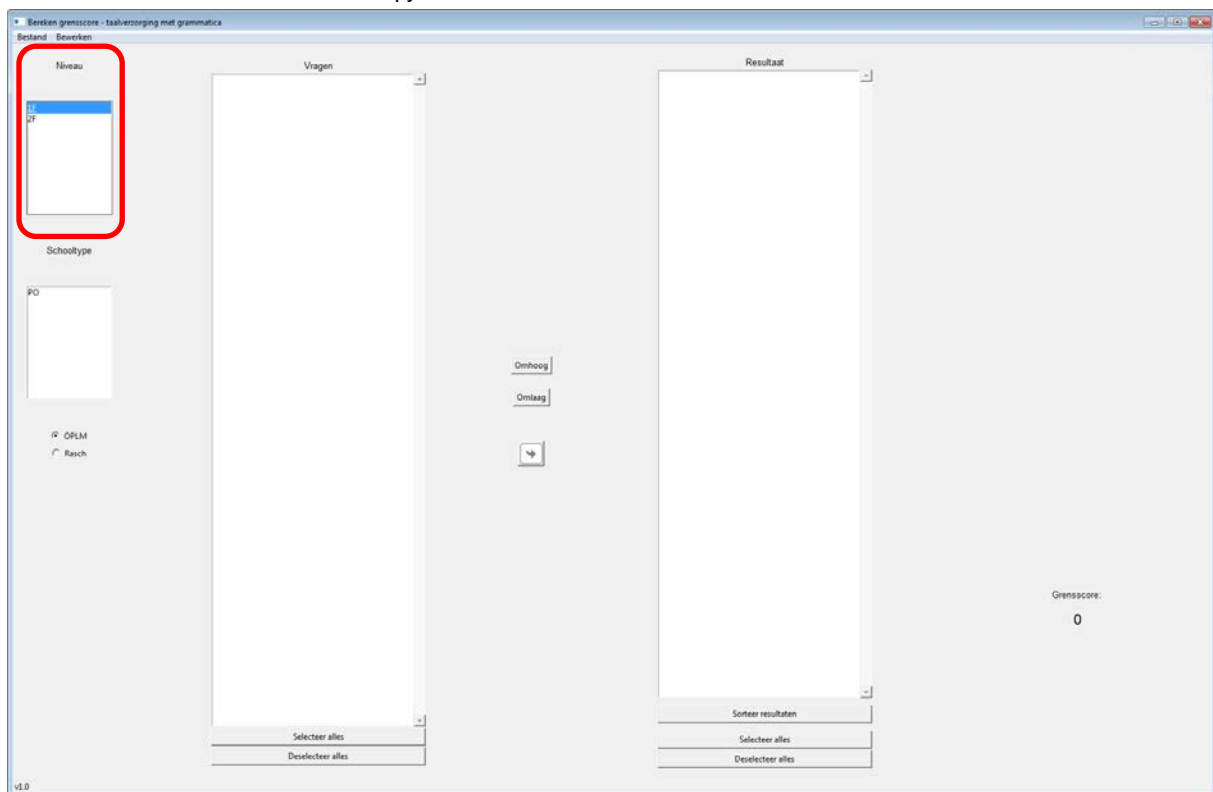 Bereken grensscore - taalverzorging met grammatica
Bestand Bewerken
Niveau
1F
2F
Schooltype
PO
OPLM
Rasch
Vragen
Selecteer alles
Deselecteer alles
Omhoog
Omlaag
Resultaat
Sorteer resultaten
Selecteer alles
Deselecteer alles
Grensscore:
0
v1.0